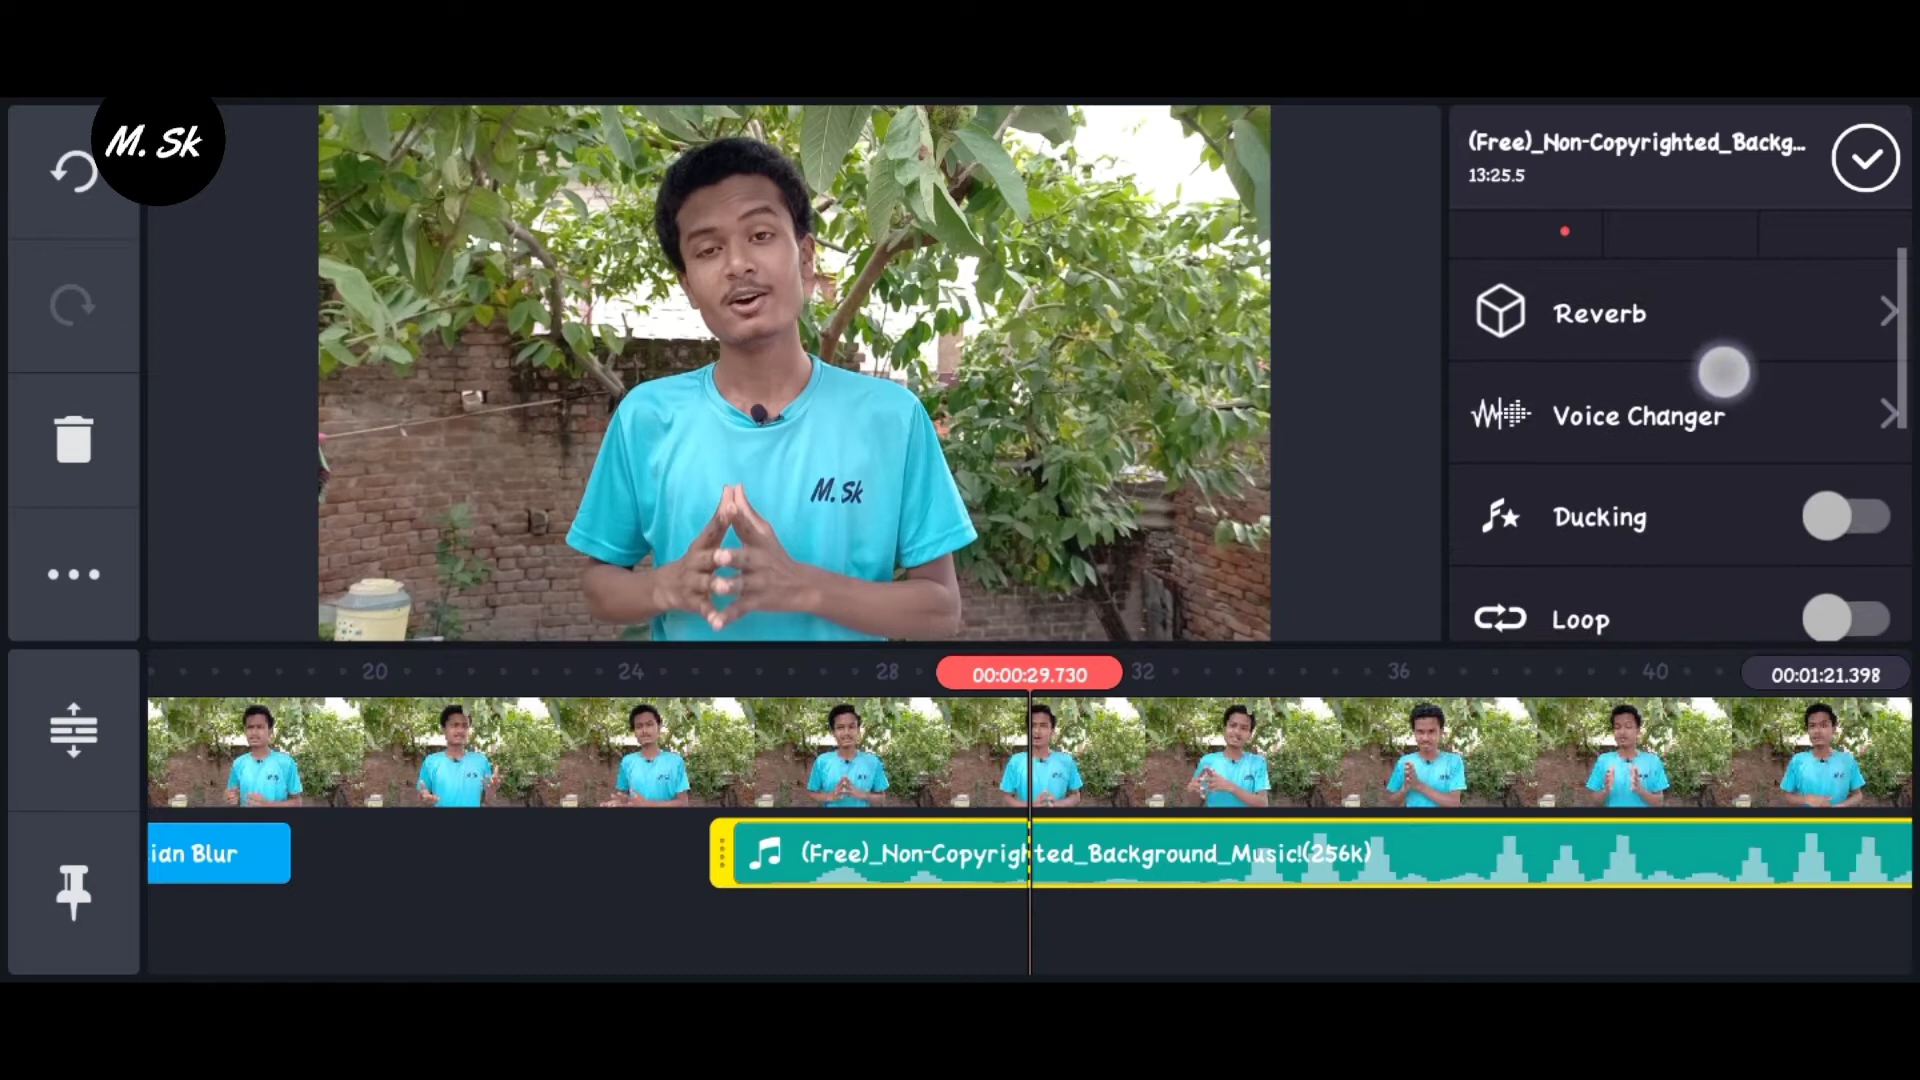 M. Sk
(Free)_Non-Copyrighted_Backg...
13:25.5
Reverb
Voice Changer
M. Sk
Ducking
Loop
20
24
28
00:00:29.730
32
36
40
00:01:21.398
ian Blur
(Free)_Non-Copyrighted_Background_Music!(256k)